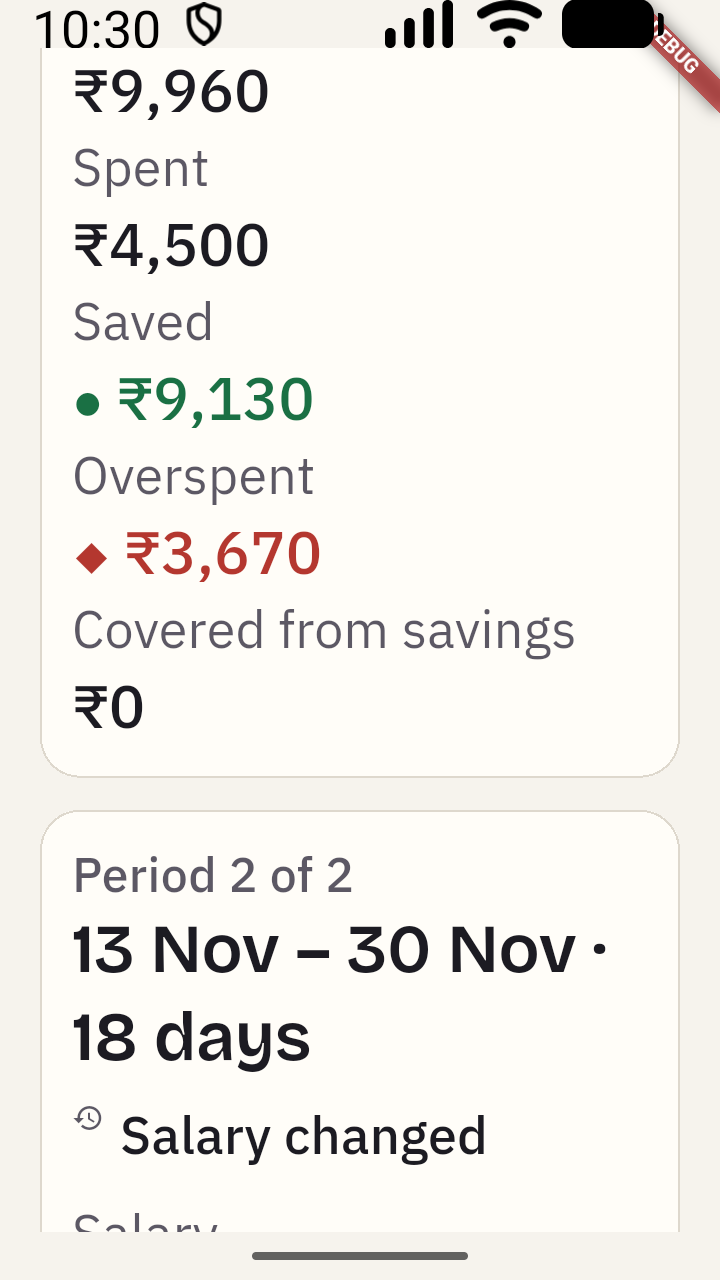 10:30
DEBUG
₹9,960
Spent
₹4,500
Saved
● ₹9,130
Overspent
◆ ₹3,670
Covered from savings
₹0
Period 2 of 2
13 Nov – 30 Nov ·
18 days
Salary changed
Salary